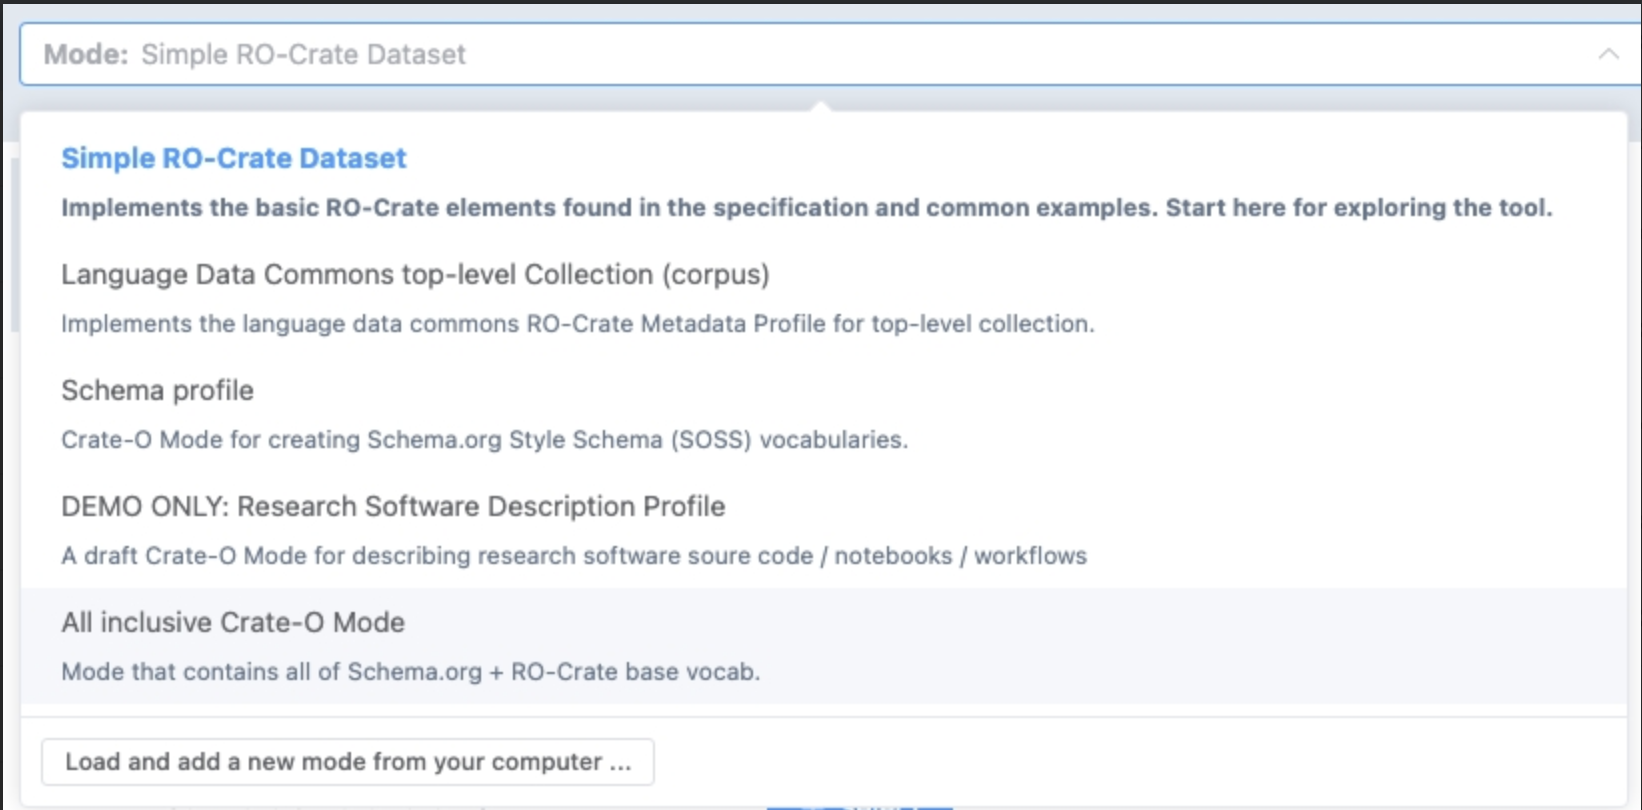 Mode: Simple RO-Crate Dataset
Simple RO-Crate Dataset
Implements the basic RO-Crate elements found in the specification and common examples. Start here for exploring the tool.
Language Data Commons top-level Collection (corpus)
Implements the language data commons RO-Crate Metadata Profile for top-level collection.
Schema profile
Crate-O Mode for creating Schema.org Style Schema (SOSS) vocabularies.
DEMO ONLY: Research Software Description Profile
A draft Crate-O Mode for describing research software soure code / notebooks / workflows
All inclusive Crate-O Mode
Mode that contains all of Schema.org + RO-Crate base vocab.
Load and add a new mode from your computer ...